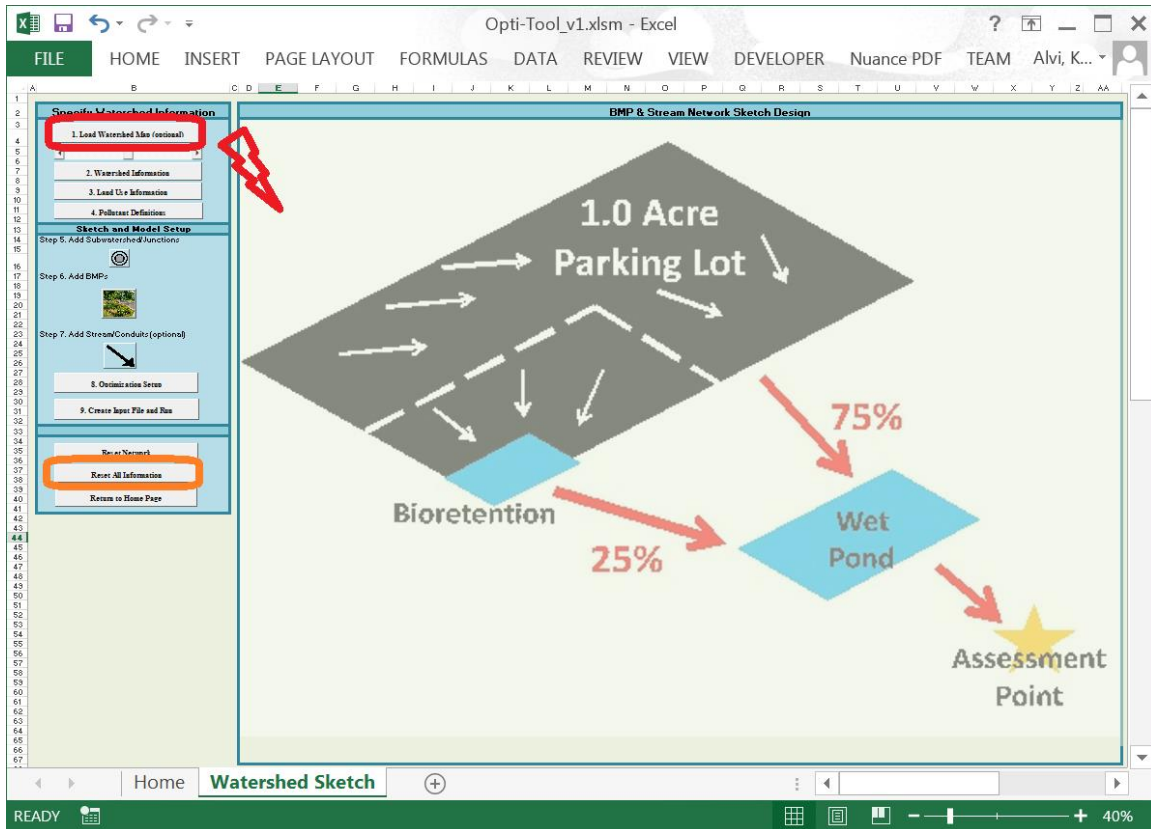 Opti-Tool_v1.xlsm - Excel
FILE HOME INSERT PAGE LAYOUT FORMULAS DATA REVIEW VIEW DEVELOPER Nuance PDF TEAM Alvi, K...
A B C D E F G H I J K L M N O P Q R S T U V W X Y Z AA
Specify Watershed Information
BMP & Stream Network Sketch Design
1. Load Watershed Map (optional)
2. Watershed Information
3. Land Use Information
4. Pollutant Definitions
Sketch and Model Setup
Step 5. Add Subwatershed/Junctions
Step 6. Add BMPs
Step 7. Add Stream/Conduits (optional)
8. Optimization Setup
9. Create Input File and Run
Reset Network
Reset All Information
Return to Home Page
1.0 Acre
Parking Lot
75%
Bioretention
25%
Wet
Pond
Assessment
Point
Home Watershed Sketch
READY
40%